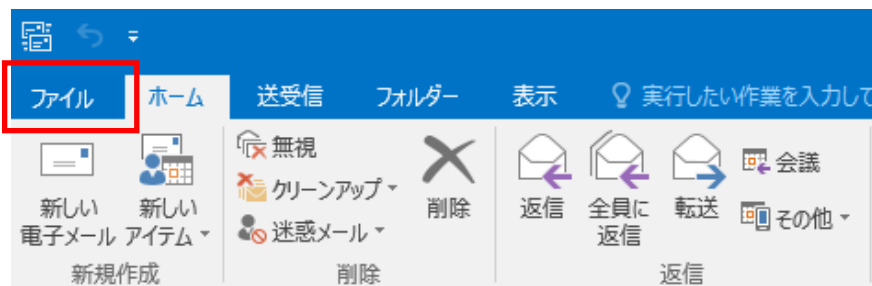 ファイル ホーム 送受信 フォルダー 表示 実行したい作業を入力して
新しい
電子メール
新しい
アイテム
新規作成
無視
クリーンアップ
迷惑メール
削除
削除
返信
全員に
返信
転送
会議
その他
返信